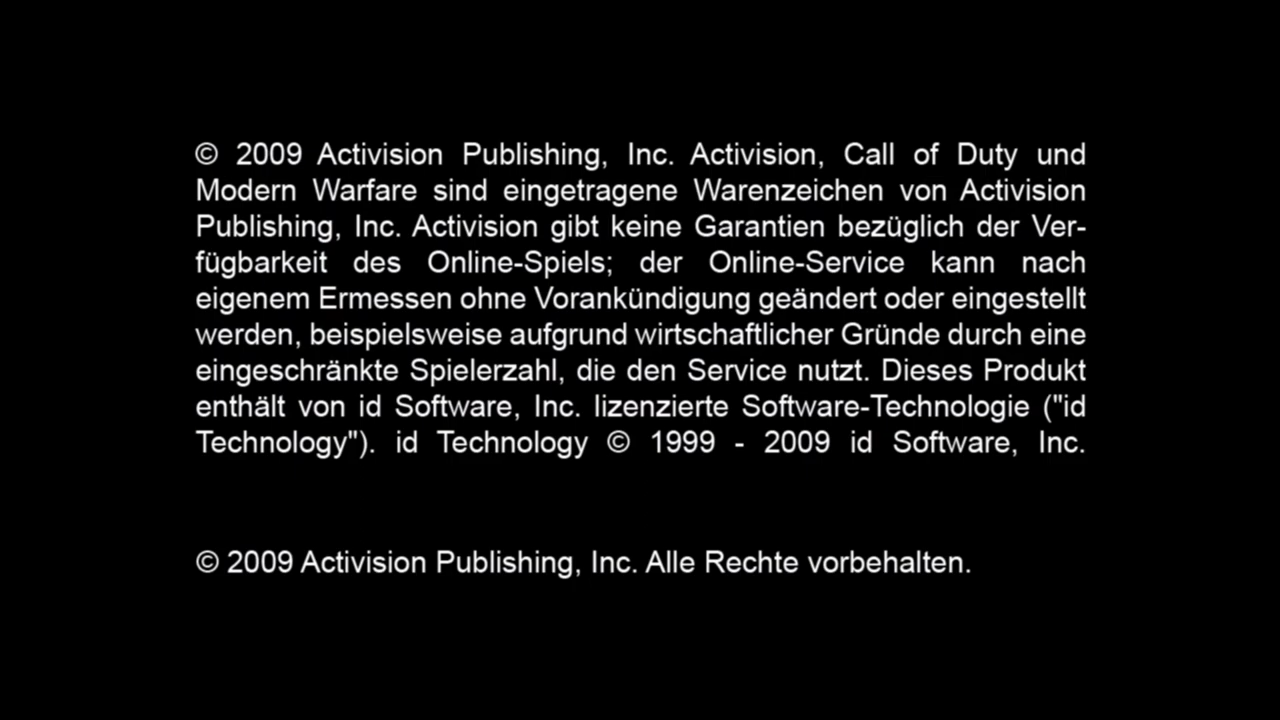 © 2009 Activision Publishing, Inc. Activision, Call of Duty und
Modern Warfare sind eingetragene Warenzeichen von Activision
Publishing, Inc. Activision gibt keine Garantien bezüglich der Ver-
fügbarkeit des Online-Spiels; der Online-Service kann nach
eigenem Ermessen ohne Vorankündigung geändert oder eingestellt
werden, beispielsweise aufgrund wirtschaftlicher Gründe durch eine
eingeschränkte Spielerzahl, die den Service nutzt. Dieses Produkt
enthält von id Software, Inc. lizenzierte Software-Technologie ("id
Technology"). id Technology © 1999 - 2009 id Software, Inc.
© 2009 Activision Publishing, Inc. Alle Rechte vorbehalten.